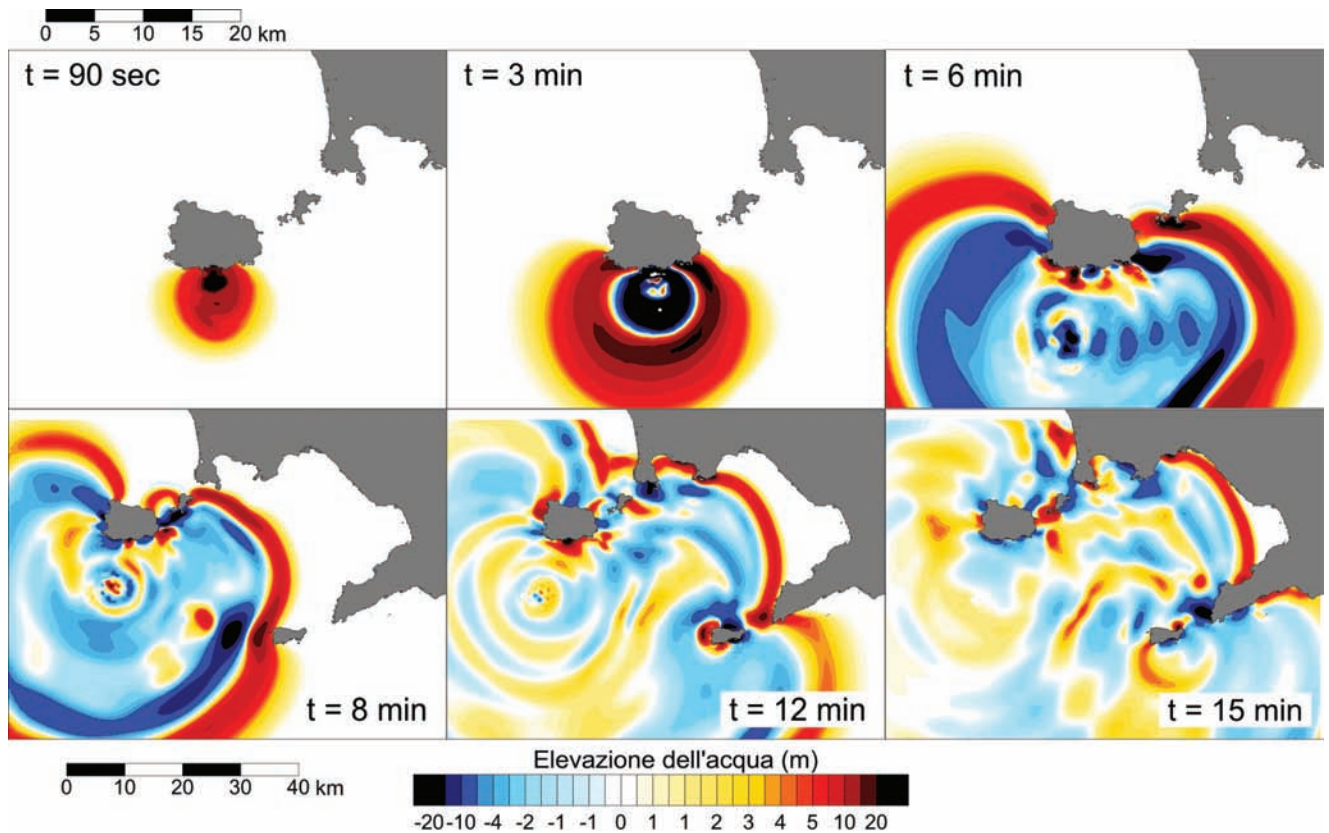 0 5 10 15 20 km
t = 90 sec
t = 3 min
t = 6 min
t = 8 min
t = 12 min
t = 15 min
0 10 20 30 40 km
Elevazione dell'acqua (m)
-20 -10 -4 -2 -1 -1 0 1 1 2 3 4 5 10 20